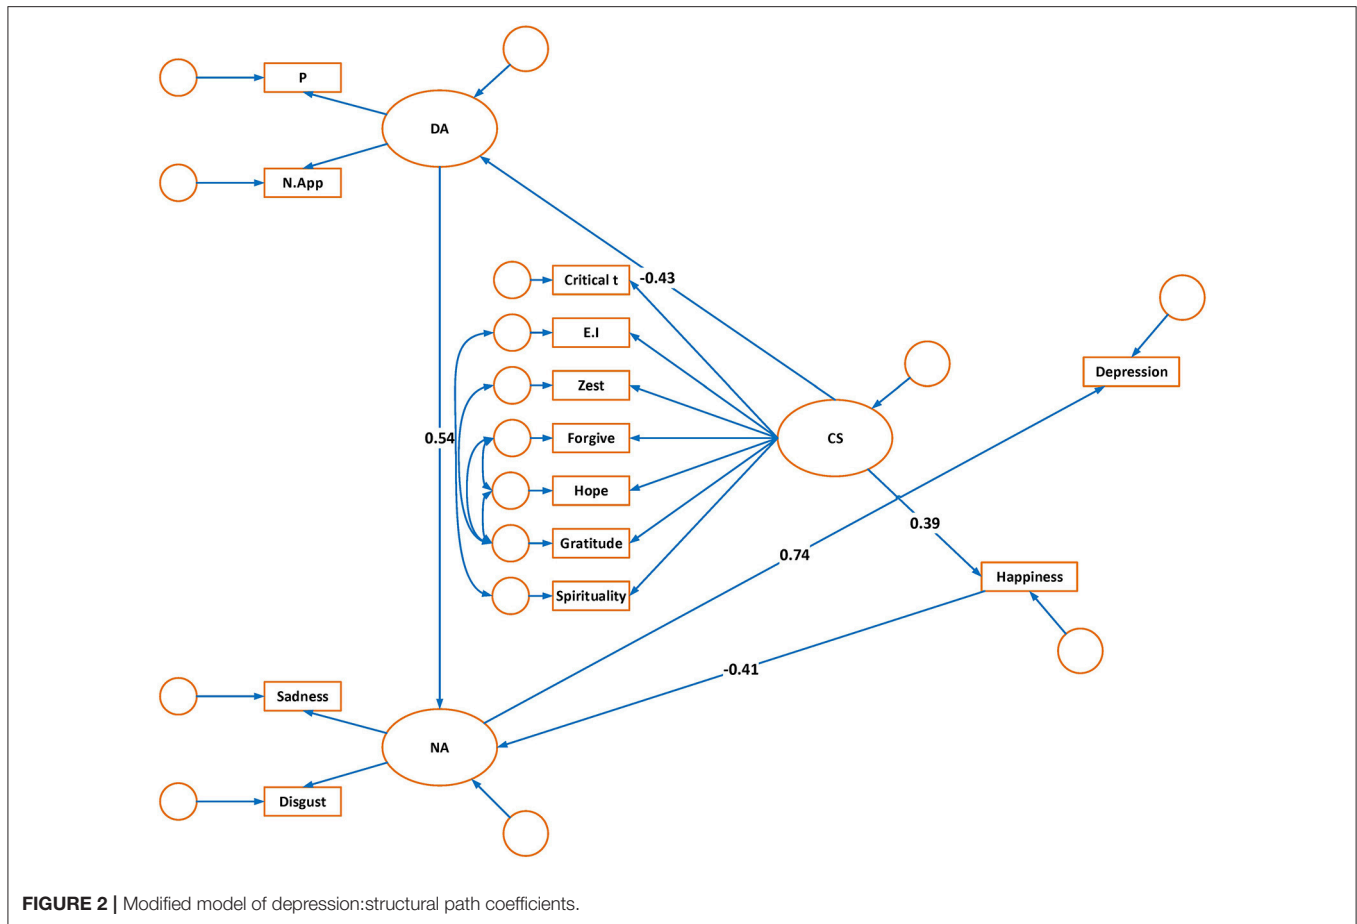 P
DA
N.App
Critical t
-0.43
E.I
Zest
Depression
0.54
Forgive
CS
Hope
0.39
Gratitude
0.74
Happiness
Spirituality
-0.41
Sadness
NA
Disgust
FIGURE 2 | Modified model of depression:structural path coefficients.